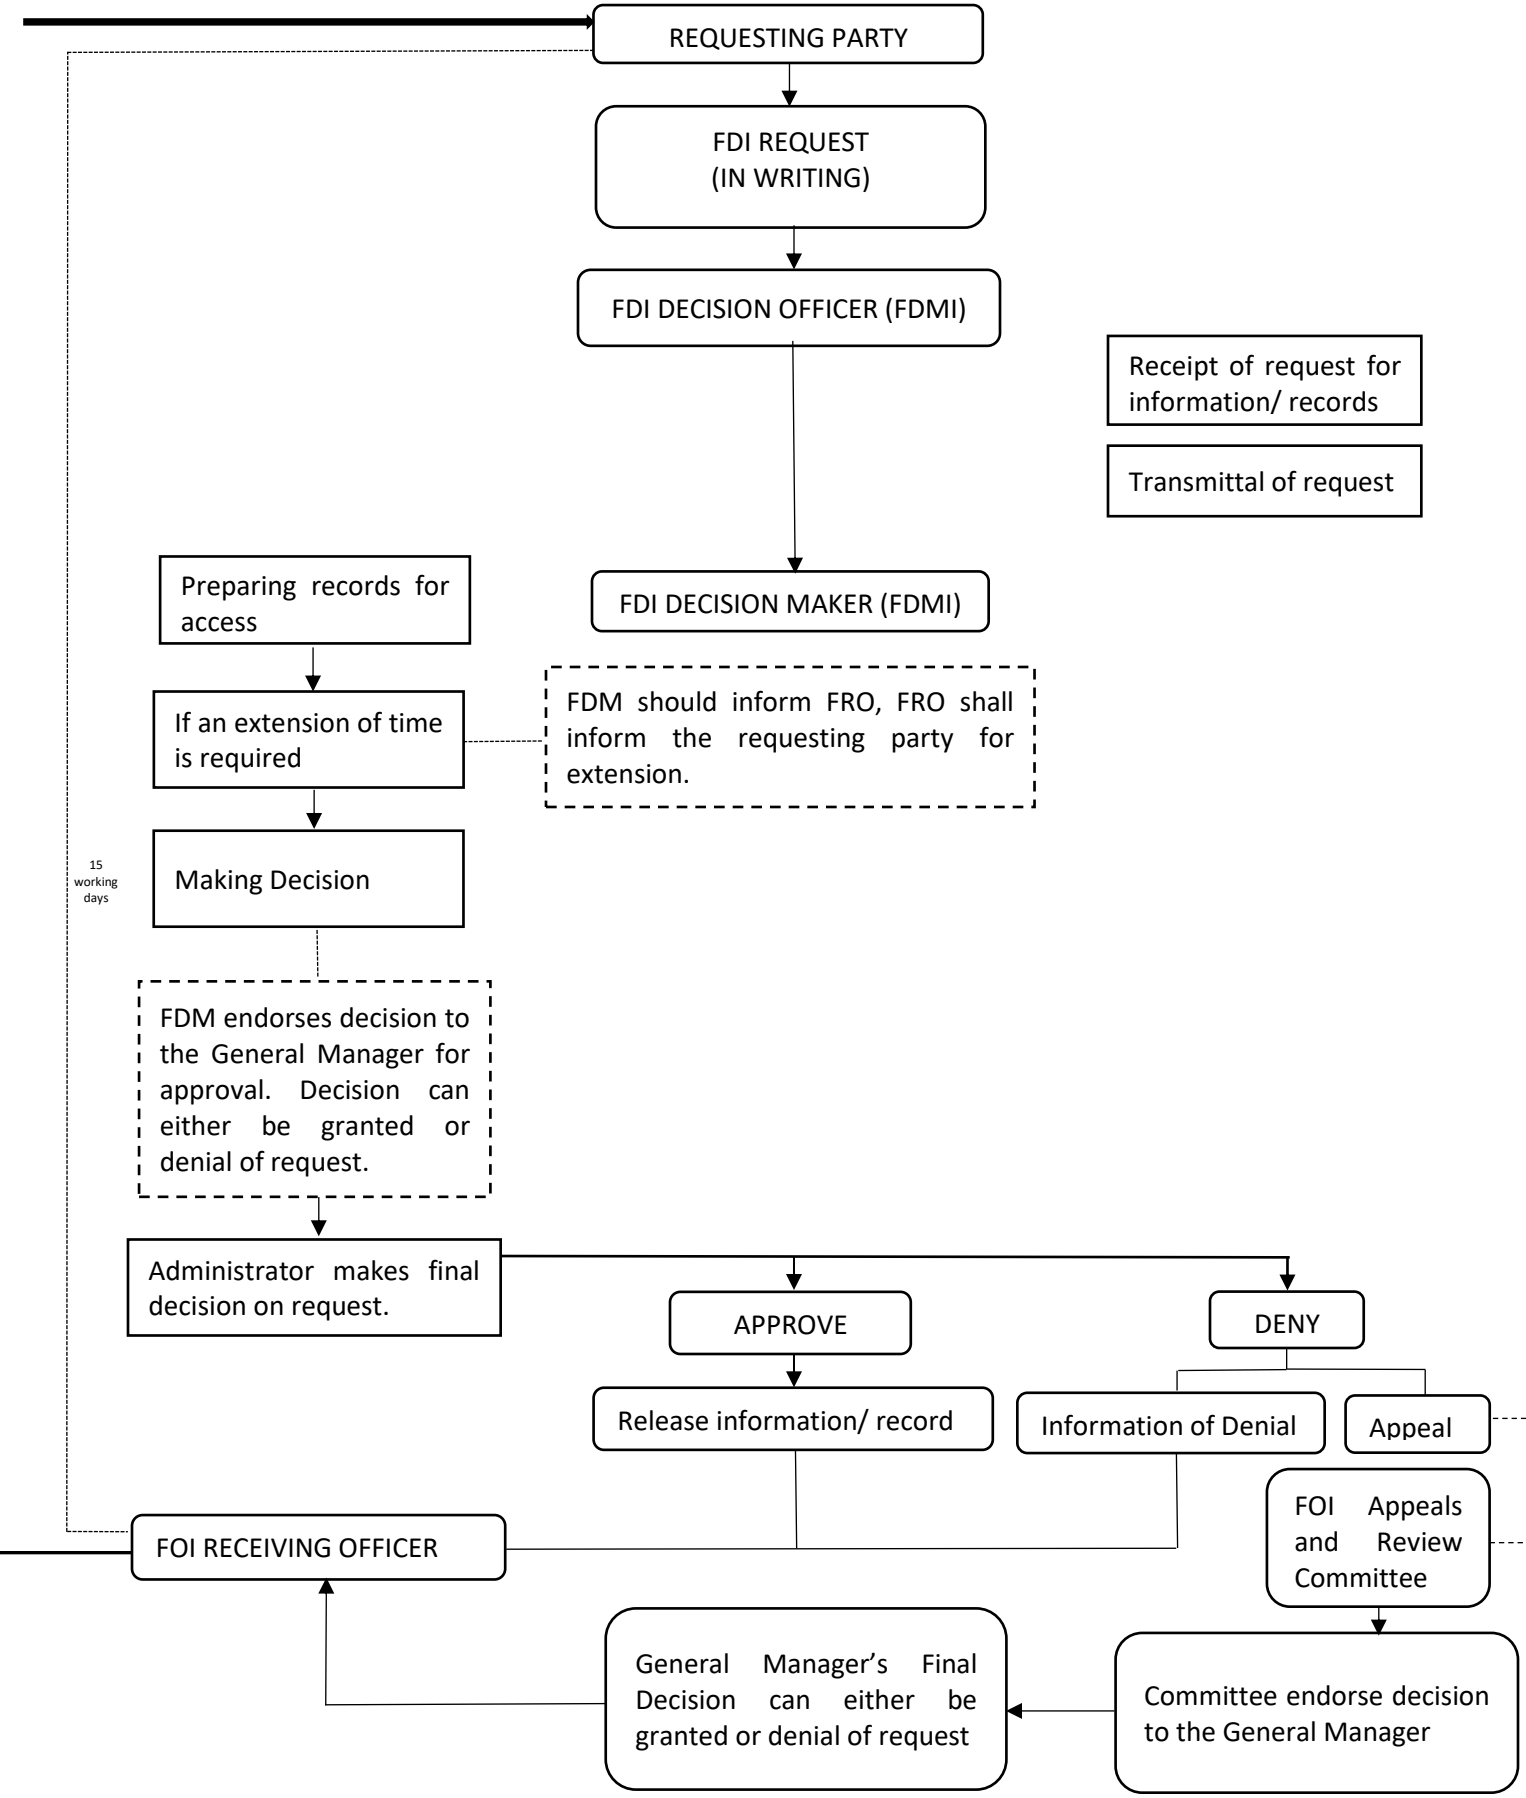 REQUESTING PARTY
FDI REQUEST
(IN WRITING)
FDI DECISION OFFICER (FDMI)
Receipt of request for
information/ records
Transmittal of request
Preparing records for
access
FDI DECISION MAKER (FDMI)
If an extension of time
is required
FDM should inform FRO, FRO shall
inform the requesting party for
extension.
Making Decision
15
working
days
FDM endorses decision to
the General Manager for
approval. Decision can
either be granted or
denial of request.
Administrator makes final
decision on request.
APPROVE
DENY
Release information/ record
Information of Denial
Appeal
FOI Appeals
and Review
Committee
FOI RECEIVING OFFICER
General Manager’s Final
Decision can either be
granted or denial of request
Committee endorse decision
to the General Manager